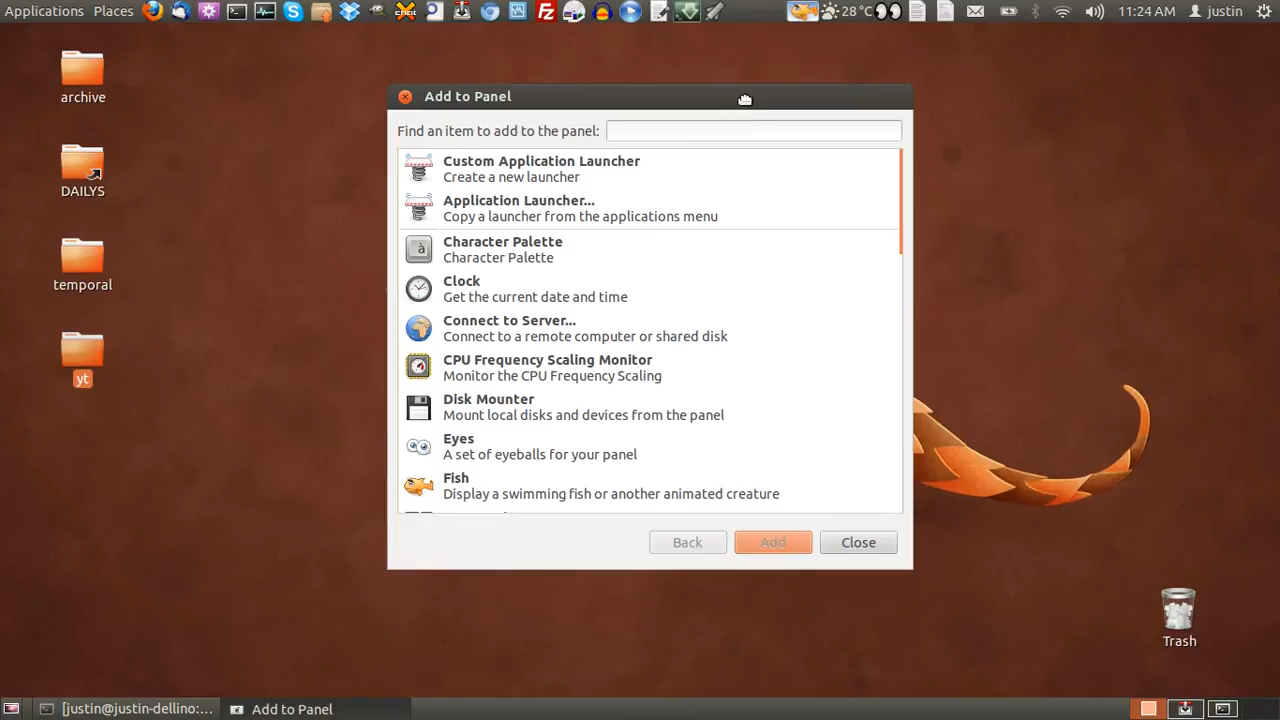 Applications Places 28 °C 11:24 AM justin
archive
DAILYS
temporal
yt
Add to Panel
Find an item to add to the panel:
Custom Application Launcher
Create a new launcher
Application Launcher...
Copy a launcher from the applications menu
Character Palette
Character Palette
Clock
Get the current date and time
Connect to Server...
Connect to a remote computer or shared disk
CPU Frequency Scaling Monitor
Monitor the CPU Frequency Scaling
Disk Mounter
Mount local disks and devices from the panel
Eyes
A set of eyeballs for your panel
Fish
Display a swimming fish or another animated creature
Back Add Close
Trash
[justin@justin-dellino:... Add to Panel